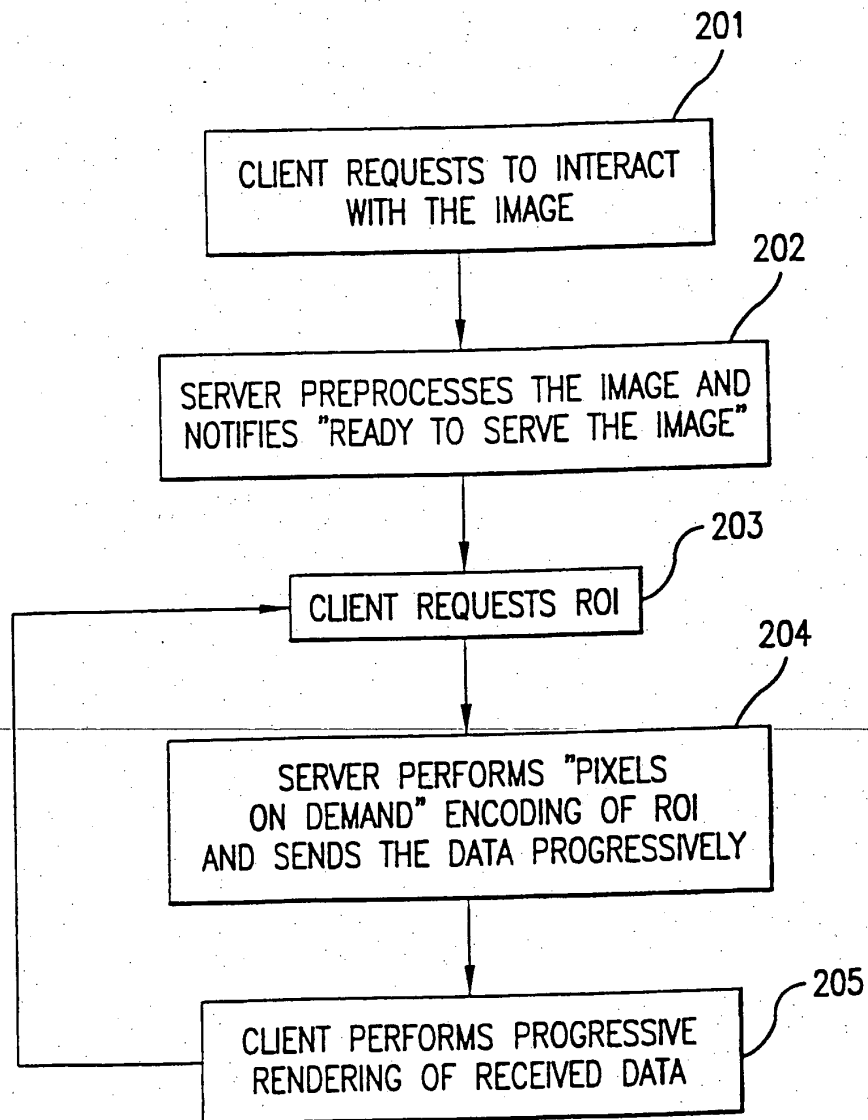 201
CLIENT REQUESTS TO INTERACT
WITH THE IMAGE
202
SERVER PREPROCESSES THE IMAGE AND
NOTIFIES "READY TO SERVE THE IMAGE"
203
CLIENT REQUESTS ROI
204
SERVER PERFORMS "PIXELS
ON DEMAND" ENCODING OF ROI
AND SENDS THE DATA PROGRESSIVELY
205
CLIENT PERFORMS PROGRESSIVE
RENDERING OF RECEIVED DATA